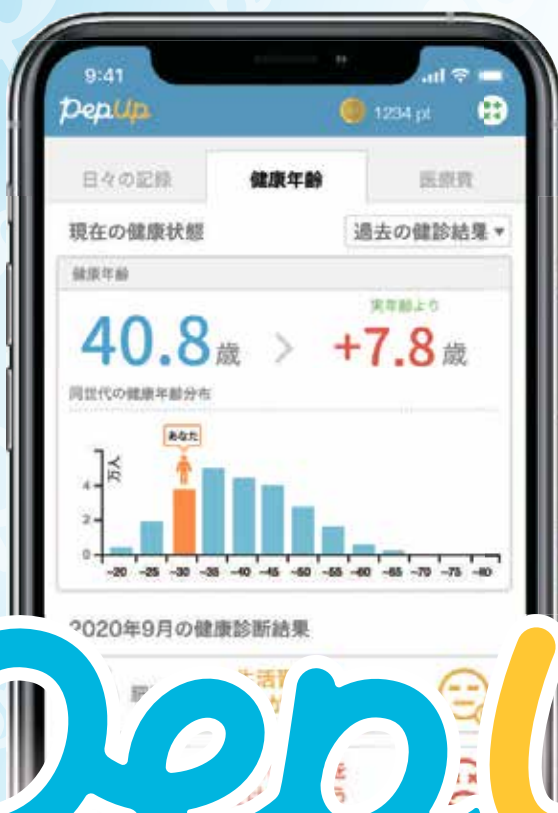 9:41
PepUp
1234 pt
日々の記録
健康年齢
医療費
現在の健康状態
過去の健診結果▼
健康年齢
40.8歳
>
実年齢より
+7.8歳
同世代の健康年齢分布
あなた
万人
4
2
0
~20 ~25 ~30 ~35 ~40 ~45 ~50 ~55 ~60 ~65 ~70 ~75 ~80
2020年9月の健康診断結果
生活
PepU